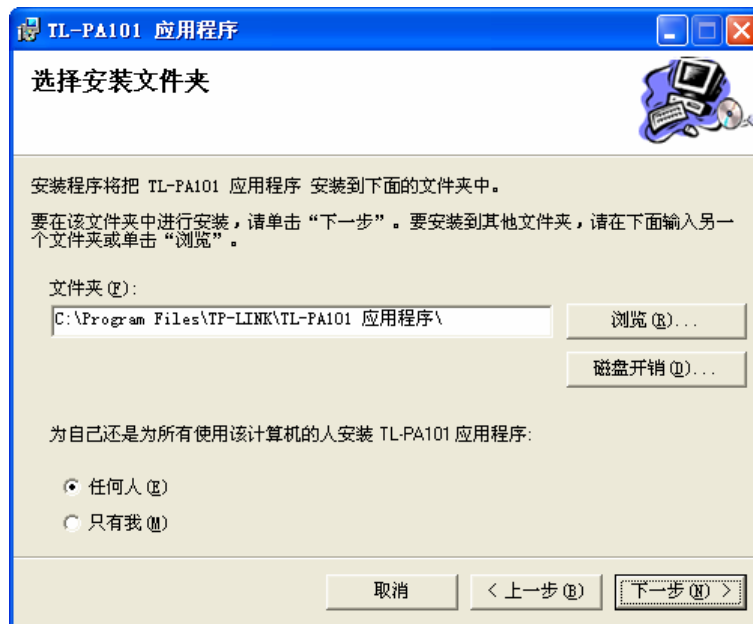 TL-PA101 应用程序
选择安装文件夹
安装程序将把 TL-PA101 应用程序 安装到下面的文件夹中。
要在该文件夹中进行安装，请单击“下一步”。要安装到其他文件夹，请在下面输入另一
个文件夹或单击“浏览”。
文件夹(F):
C:\Program Files\TP-LINK\TL-PA101 应用程序\
浏览(R)...
磁盘开销(D)...
为自己还是为所有使用该计算机的人安装 TL-PA101 应用程序:
任何人(E)
只有我(M)
取消
< 上一步(B)
下一步(N) >